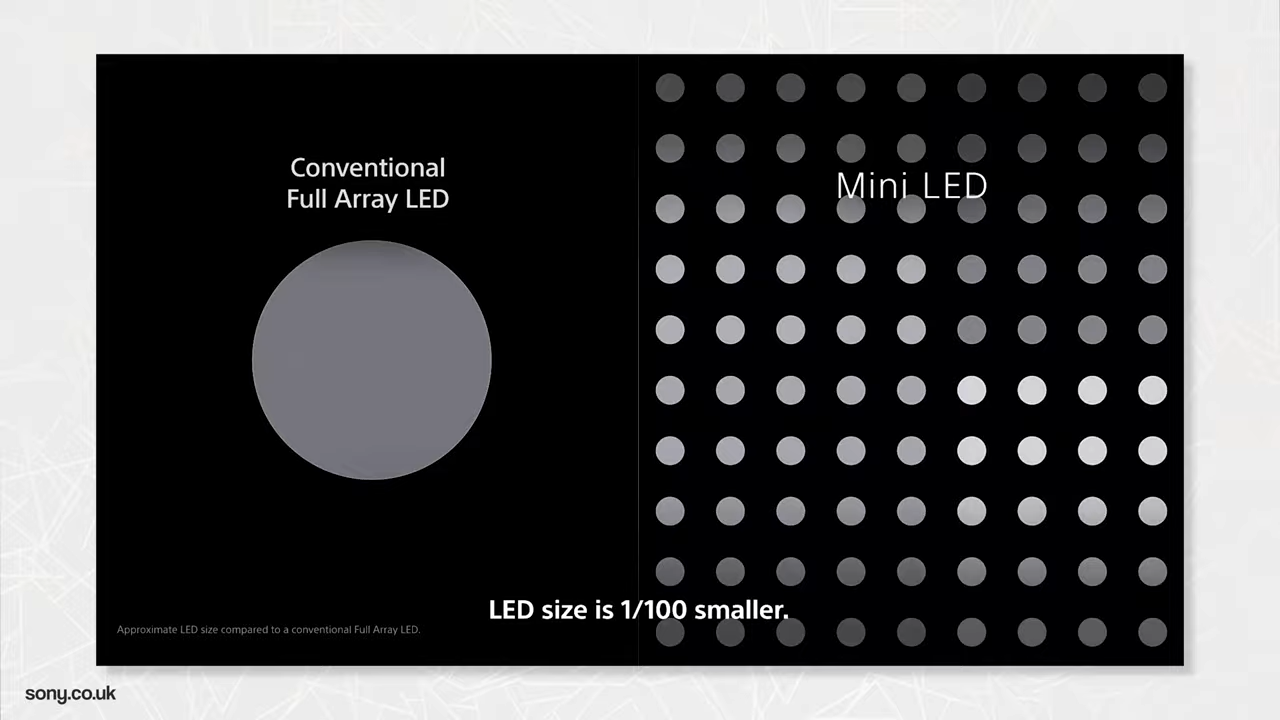 Conventional
Full Array LED
Mini LED
LED size is 1/100 smaller.
Approximate LED size compared to a conventional Full Array LED.
sony.co.uk